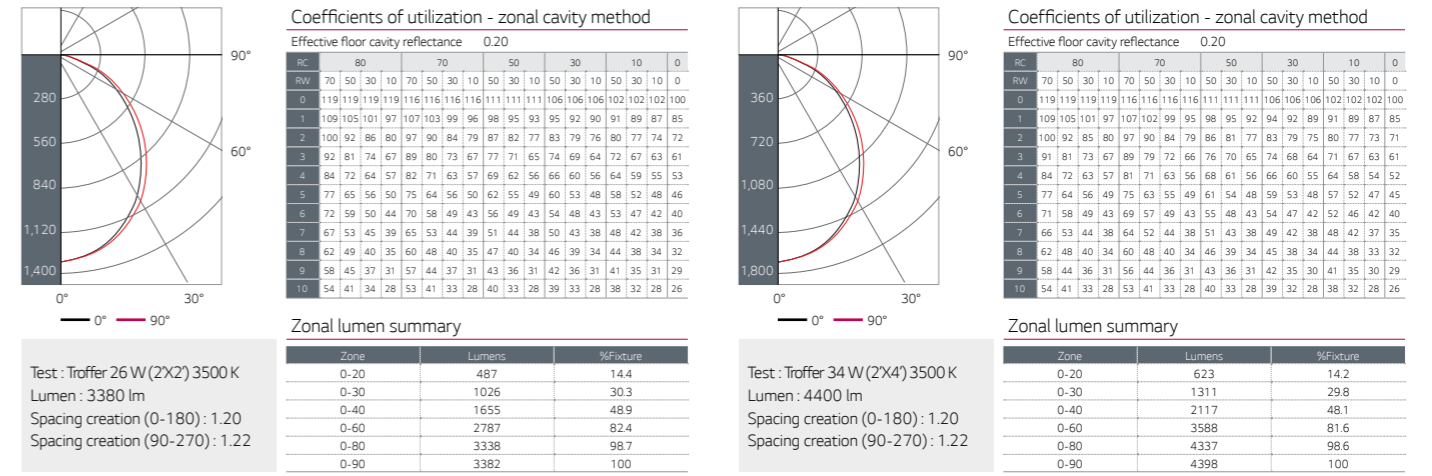 90°
60°
280
560
840
1,120
1,400
0°
30°
0° 90°
Test : Troffer 26 W (2'X2') 3500 K
Lumen : 3380 lm
Spacing creation (0-180) : 1.20
Spacing creation (90-270) : 1.22
Coefficients of utilization - zonal cavity method
Effective floor cavity reflectance 0.20
RC 80 70 50 30 10 0
RW 70 50 30 10 70 50 30 10 50 30 10 50 30 10 50 30 10 0
0 119 119 119 119 116 116 116 116 111 111 111 106 106 106 102 102 102 100
1 109 105 101 97 107 103 99 96 98 95 93 95 92 90 91 89 87 85
2 100 92 86 80 97 90 84 79 87 82 77 83 79 76 80 77 74 72
3 92 81 74 67 89 80 73 67 77 71 65 74 69 64 72 67 63 61
4 84 72 64 57 82 71 63 57 69 62 56 66 60 56 64 59 55 53
5 77 65 56 50 75 64 56 50 62 55 49 60 53 48 58 52 48 46
6 72 59 50 44 70 58 49 43 56 49 43 54 48 43 53 47 42 40
7 67 53 45 39 65 53 44 39 51 44 38 50 43 38 48 42 38 36
8 62 49 40 35 60 48 40 35 47 40 34 46 39 34 44 38 34 32
9 58 45 37 31 57 44 37 31 43 36 31 42 36 31 41 35 31 29
10 54 41 34 28 53 41 33 28 40 33 28 39 33 28 38 32 28 26
Zonal lumen summary
Zone Lumens %Fixture
0-20 487 14.4
0-30 1026 30.3
0-40 1655 48.9
0-60 2787 82.4
0-80 3338 98.7
0-90 3382 100
90°
60°
360
720
1,080
1,440
1,800
0°
30°
0° 90°
Test : Troffer 34 W (2'X4') 3500 K
Lumen : 4400 lm
Spacing creation (0-180) : 1.20
Spacing creation (90-270) : 1.22
Coefficients of utilization - zonal cavity method
Effective floor cavity reflectance 0.20
RC 80 70 50 30 10 0
RW 70 50 30 10 70 50 30 10 50 30 10 50 30 10 50 30 10 0
0 119 119 119 119 116 116 116 116 111 111 111 106 106 106 102 102 102 100
1 109 105 101 97 107 102 99 95 98 95 92 94 92 89 91 89 87 85
2 100 92 85 80 97 90 84 79 86 81 77 83 79 75 80 77 73 71
3 91 81 73 67 89 79 72 66 76 70 65 74 68 64 71 67 63 61
4 84 72 63 57 81 71 63 56 68 61 56 66 60 55 64 58 54 52
5 77 64 56 49 75 63 55 49 61 54 48 59 53 48 57 52 47 45
6 71 58 49 43 69 57 49 43 55 48 43 54 47 42 52 46 42 40
7 66 53 44 38 64 52 44 38 51 43 38 49 42 38 48 42 37 35
8 62 48 40 34 60 48 40 34 46 39 34 45 38 34 44 38 33 32
9 58 44 36 31 56 44 36 31 43 36 31 42 35 30 41 35 30 29
10 54 41 33 28 53 41 33 28 40 33 28 39 32 28 38 32 28 26
Zonal lumen summary
Zone Lumens %Fixture
0-20 623 14.2
0-30 1311 29.8
0-40 2117 48.1
0-60 3588 81.6
0-80 4337 98.6
0-90 4398 100